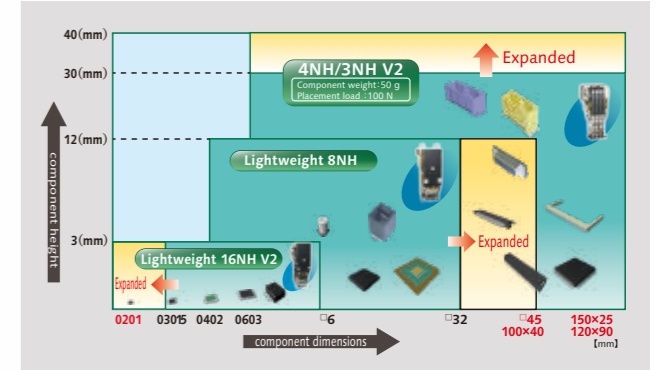 40(mm)
30(mm)
12(mm)
3(mm)
component height
4NH/3NH V2
Component weight:50 g
Placement load :100 N
Expanded
Lightweight 8NH
Expanded
Lightweight 16NH V2
Expanded
0201 03015 0402 0603 □6 □32 □45 150×25
100×40 120×90
component dimensions
[mm]